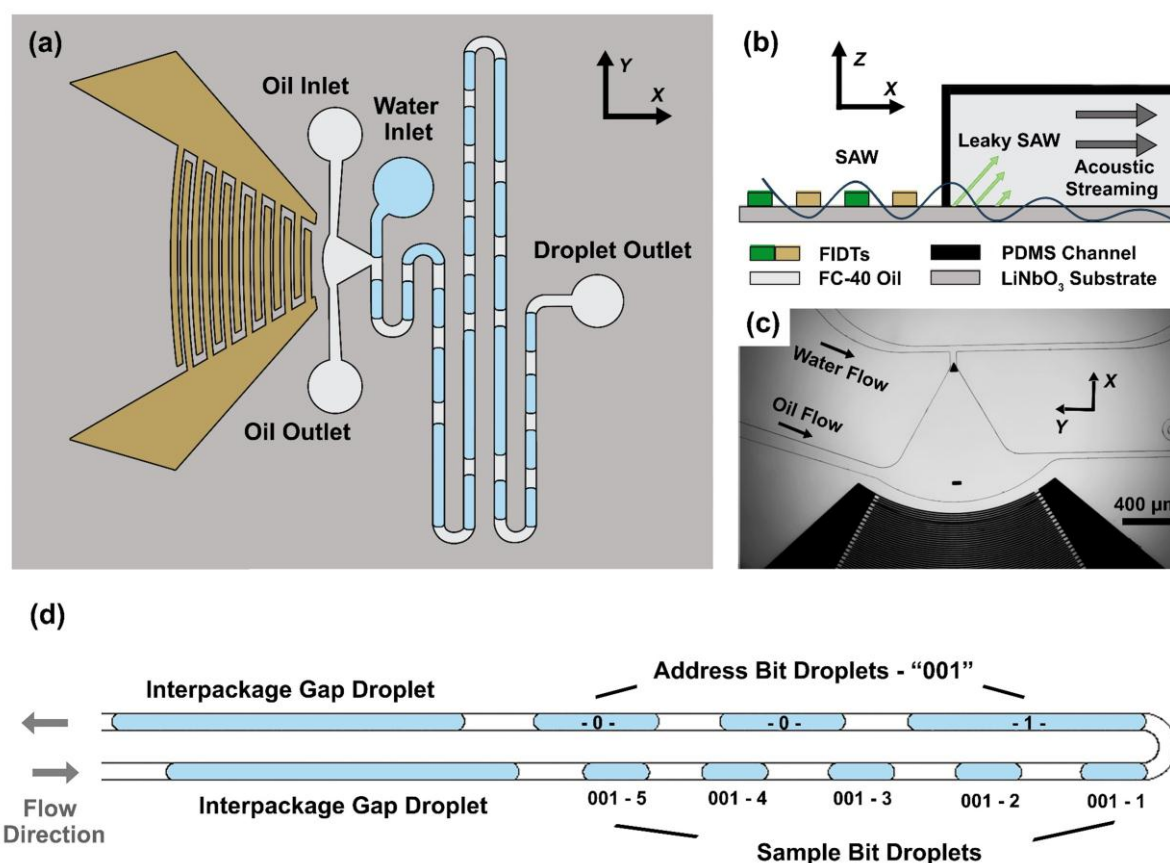 (a)
Oil Inlet
Water
Inlet
Y
X
Droplet Outlet
Oil Outlet
(b)
Z
X
SAW
Leaky SAW
Acoustic
Streaming
FIDTs
PDMS Channel
FC-40 Oil
LiNbO₃ Substrate
(c)
Water Flow
Oil Flow
X
Y
400 µm
(d)
Interpackage Gap Droplet
Address Bit Droplets - “001”
- 0 -
- 0 -
- 1 -
Flow
Direction
Interpackage Gap Droplet
001 - 5
001 - 4
001 - 3
001 - 2
001 - 1
Sample Bit Droplets